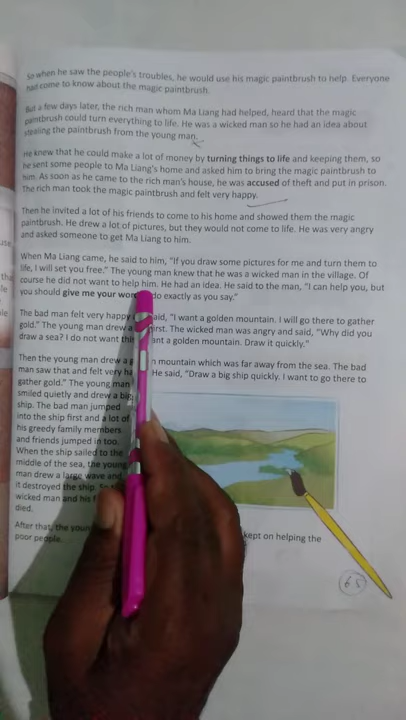 So when he saw the people's troubles, he would use his magic paintbrush to help. Everyone
had come to know about the magic paintbrush.
But a few days later, the rich man whom Ma Liang had helped, heard that the magic
paintbrush could turn everything to life. He was a wicked man so he had an idea about
stealing the paintbrush from the young man.
He knew that he could make a lot of money by turning things to life and keeping them, so
he sent some people to Ma Liang's home and asked him to bring the magic paintbrush to
him. As soon as he came to the rich man's house, he was accused of theft and put in prison.
The rich man took the magic paintbrush and felt very happy.
Then he invited a lot of his friends to come to his home and showed them the magic
paintbrush. He drew a lot of pictures, but they would not come to life. He was very angry
and asked someone to get Ma Liang to him.
When Ma Liang came, he said to him, "If you draw some pictures for me and turn them to
life, I will set you free." The young man knew that he was a wicked man in the village. Of
course he did not want to help him. He had an idea. He said to the man, "I can help you, but
you should give me your do exactly as you say."
The bad man felt very happy "I want a golden mountain. I will go there to gather
gold." The young man drew a first. The wicked man was angry and said, "Why did you
draw a sea? I do not want a golden mountain. Draw it quickly."
Then the young man drew a mountain which was far away from the sea. The bad
man saw that and felt very He said, "Draw a big ship quickly. I want to go there to
gather gold." The young man
smiled quietly and drew a big
ship. The bad man jumped
into the ship first and a lot of
his greedy family members
and friends jumped in too.
When the ship sailed to the
middle of the sea, the young
man drew a large wave and
it destroyed the ship.
wicked man and his
died.
After that, the kept on helping the
poor people.
65